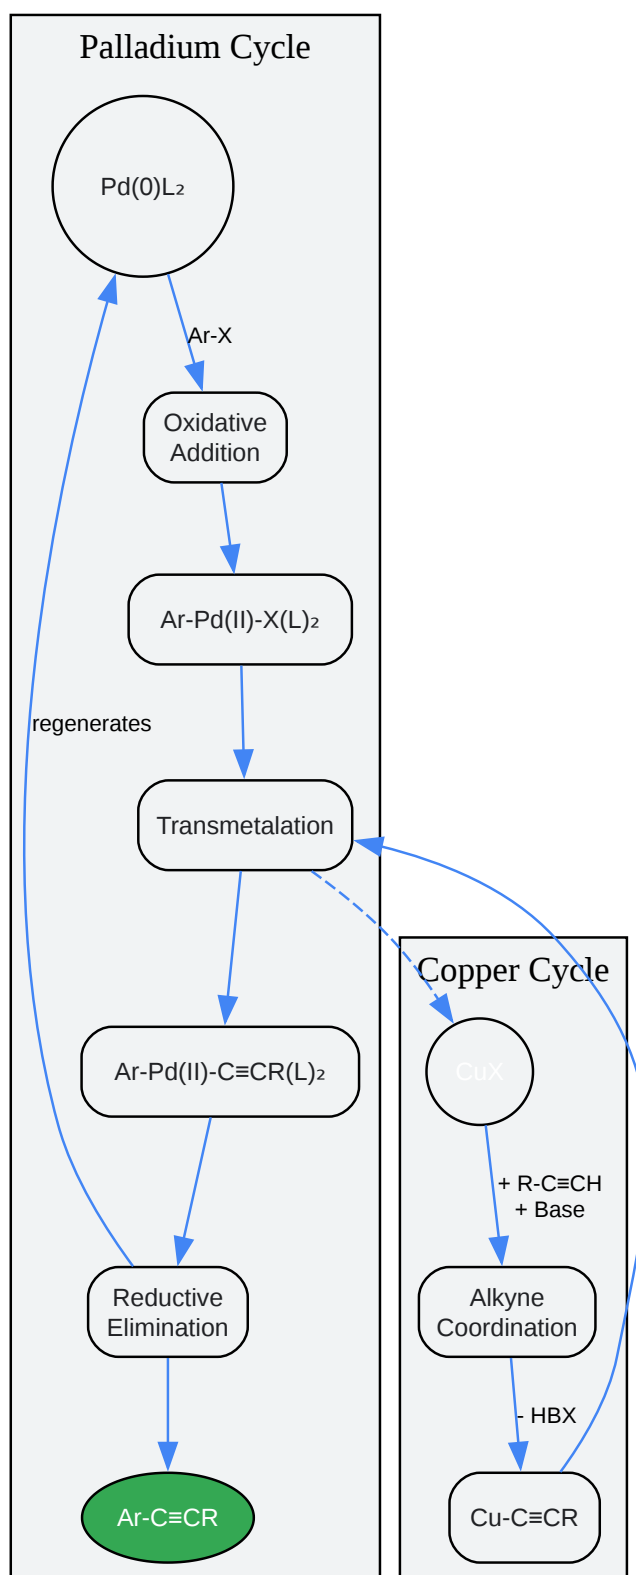 Palladium Cycle
Pd(0)L₂
Ar-X
Oxidative
Addition
Ar-Pd(II)-X(L)₂
regenerates
Transmetalation
Ar-Pd(II)-C≡CR(L)₂
Reductive
Elimination
Ar-C≡CR
Copper Cycle
CuX
+ R-C≡CH
+ Base
Alkyne
Coordination
- HBX
Cu-C≡CR